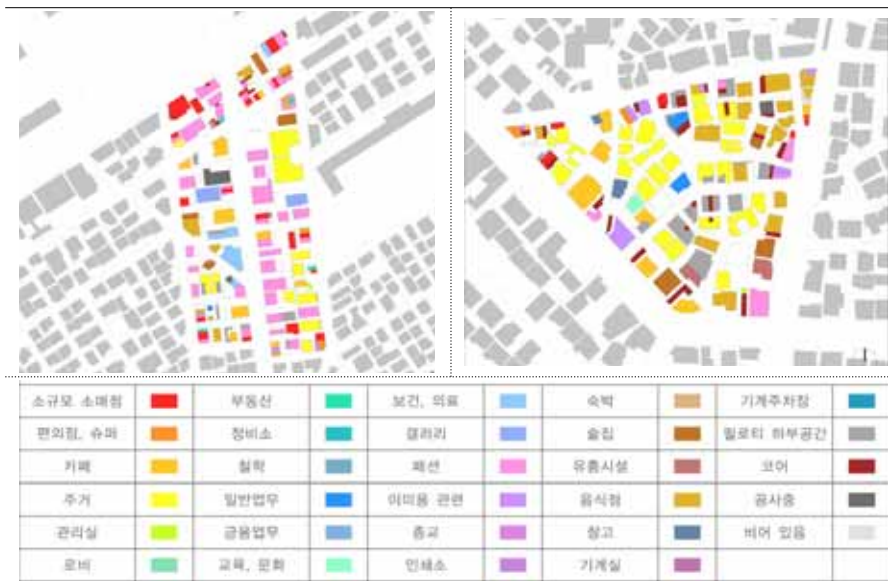 소규모 소매점 부동산 보건, 의료 숙박 기계주차장
편의점, 슈퍼 정비소 갤러리 술집 필로티 하부공간
카페 철학 패션 유흥시설 코어
주거 일반업무 이미용 관련 음식점 공사중
관리실 금융업무 종교 창고 비어 있음
로비 교육, 문화 인쇄소 기계실